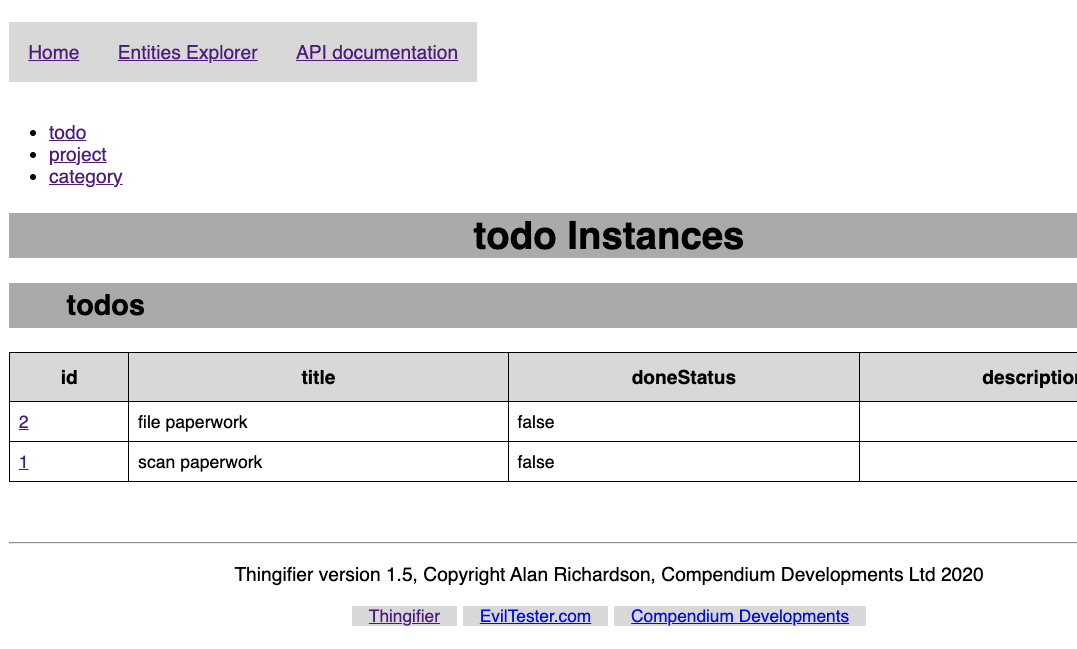 Home Entities Explorer API documentation
todo
project
category
todo Instances
todos
id title doneStatus description
2 file paperwork false
1 scan paperwork false
Thingifier version 1.5, Copyright Alan Richardson, Compendium Developments Ltd 2020
Thingifier EvilTester.com Compendium Developments